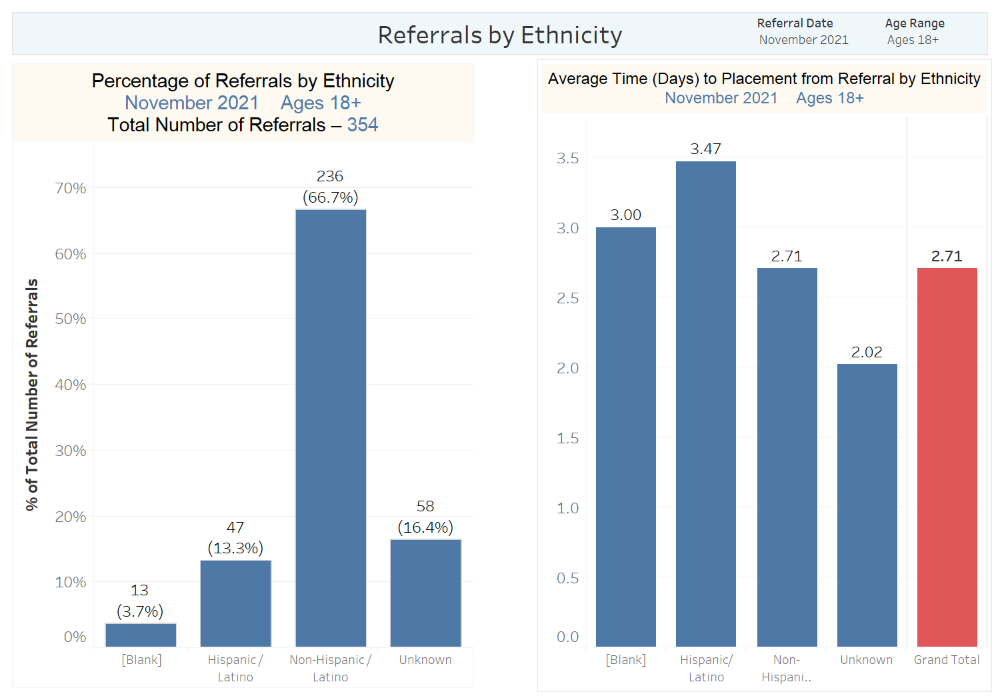 Referrals by Ethnicity
Referral Date
November 2021
Age Range
Ages 18+
Percentage of Referrals by Ethnicity
November 2021 Ages 18+
Total Number of Referrals – 354
% of Total Number of Referrals
70%
60%
50%
40%
30%
20%
10%
0%
13
(3.7%)
47
(13.3%)
236
(66.7%)
58
(16.4%)
[Blank]
Hispanic/
Latino
Non-Hispanic/
Latino
Unknown
Average Time (Days) to Placement from Referral by Ethnicity
November 2021 Ages 18+
3.5
3.0
2.5
2.0
1.5
1.0
0.5
0.0
3.00
3.47
2.71
2.02
2.71
[Blank]
Hispanic/
Latino
Non-
Hispani..
Unknown
Grand Total